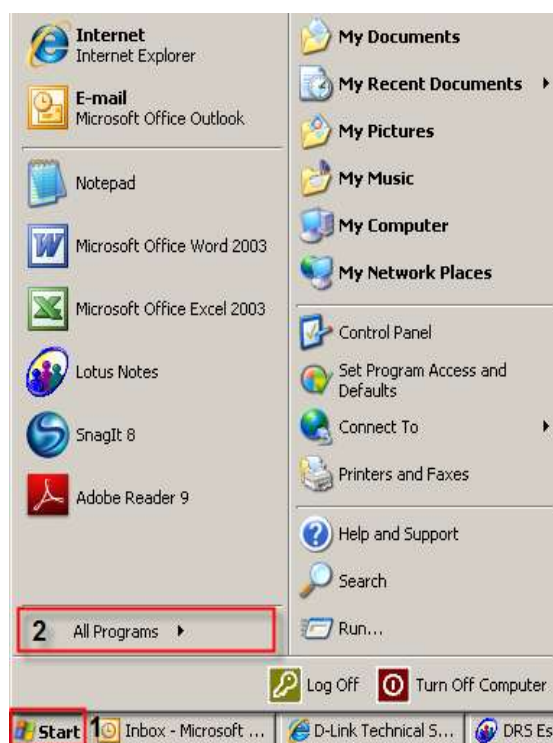 Internet
Internet Explorer
E-mail
Microsoft Office Outlook
Notepad
Microsoft Office Word 2003
Microsoft Office Excel 2003
Lotus Notes
SnagIt 8
Adobe Reader 9
2 All Programs
My Documents
My Recent Documents
My Pictures
My Music
My Computer
My Network Places
Control Panel
Set Program Access and
Defaults
Connect To
Printers and Faxes
Help and Support
Search
Run...
Log Off Turn Off Computer
Start 1 Inbox - Microsoft ... D-Link Technical S... DRS Es